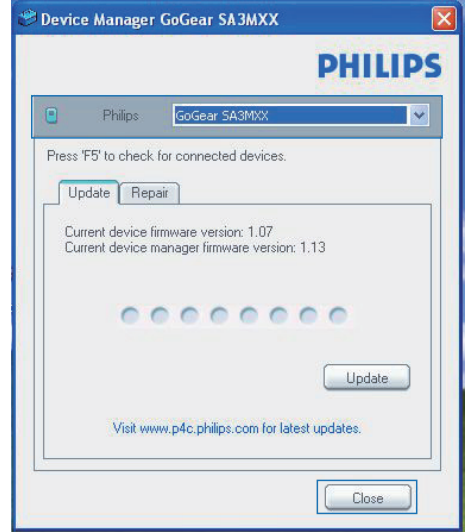 Device Manager GoGear SA3MXX
PHILIPS
Philips GoGear SA3MXX
Press 'F5' to check for connected devices.
Update Repair
Current device firmware version: 1.07
Current device manager firmware version: 1.13
Update
Visit www.p4c.philips.com for latest updates.
Close